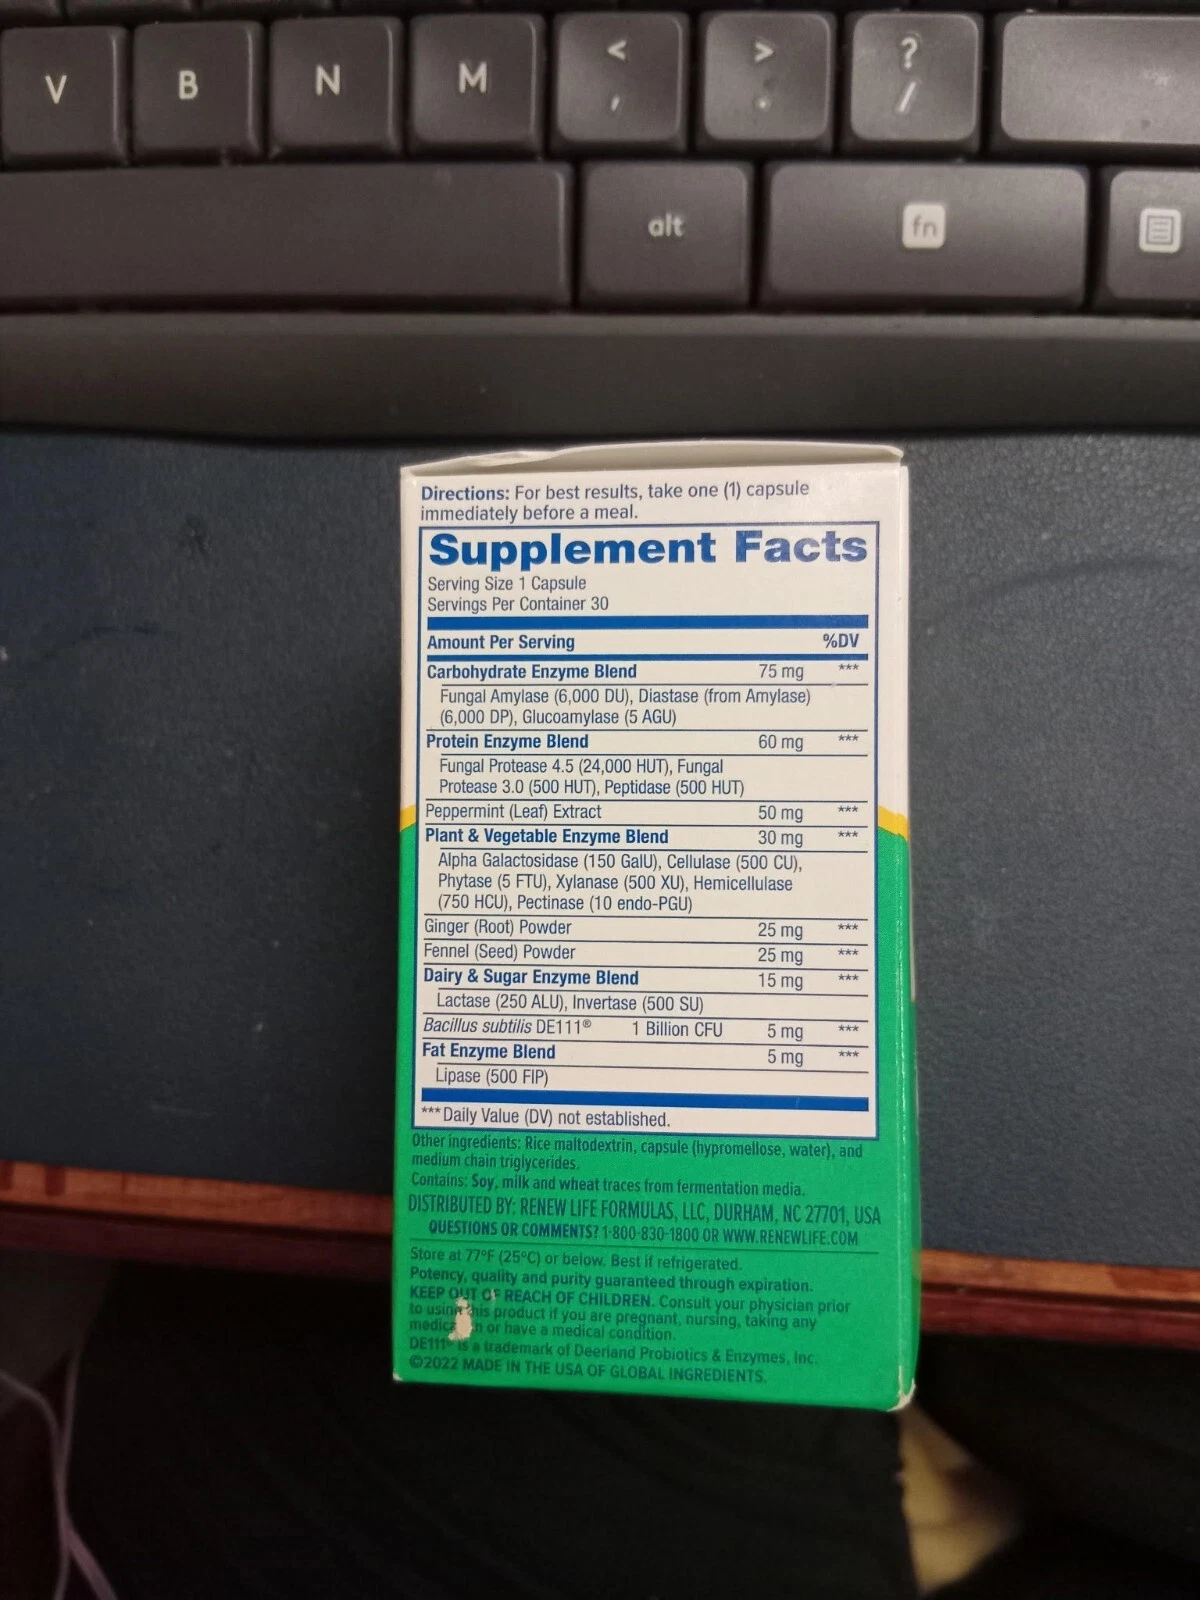 V B N M < , > . ? /
alt fn
Directions: For best results, take one (1) capsule
immediately before a meal.
Supplement Facts
Serving Size 1 Capsule
Servings Per Container 30
Amount Per Serving %DV
Carbohydrate Enzyme Blend 75 mg ***
Fungal Amylase (6,000 DU), Diastase (from Amylase)
(6,000 DP), Glucoamylase (5 AGU)
Protein Enzyme Blend 60 mg ***
Fungal Protease 4.5 (24,000 HUT), Fungal
Protease 3.0 (500 HUT), Peptidase (500 HUT)
Peppermint (Leaf) Extract 50 mg ***
Plant & Vegetable Enzyme Blend 30 mg ***
Alpha Galactosidase (150 GalU), Cellulase (500 CU),
Phytase (5 FTU), Xylanase (500 XU), Hemicellulase
(750 HCU), Pectinase (10 endo-PGU)
Ginger (Root) Powder 25 mg ***
Fennel (Seed) Powder 25 mg ***
Dairy & Sugar Enzyme Blend 15 mg ***
Lactase (250 ALU), Invertase (500 SU)
Bacillus subtilis DE111® 1 Billion CFU 5 mg ***
Fat Enzyme Blend 5 mg ***
Lipase (500 FIP)
***Daily Value (DV) not established.
Other ingredients: Rice maltodextrin, capsule (hypromellose, water), and
medium chain triglycerides.
Contains: Soy, milk and wheat traces from fermentation media.
DISTRIBUTED BY: RENEW LIFE FORMULAS, LLC, DURHAM, NC 27701, USA
QUESTIONS OR COMMENTS? 1-800-830-1800 OR WWW.RENEWLIFE.COM
Store at 77°F (25°C) or below. Best if refrigerated.
Potency, quality and purity guaranteed through expiration.
KEEP OUT OF REACH OF CHILDREN. Consult your physician prior
to using this product if you are pregnant, nursing, taking any
or have a medical condition.
DE111® is a trademark of Deerland Probiotics & Enzymes, Inc.
©2022 MADE IN THE USA OF GLOBAL INGREDIENTS.